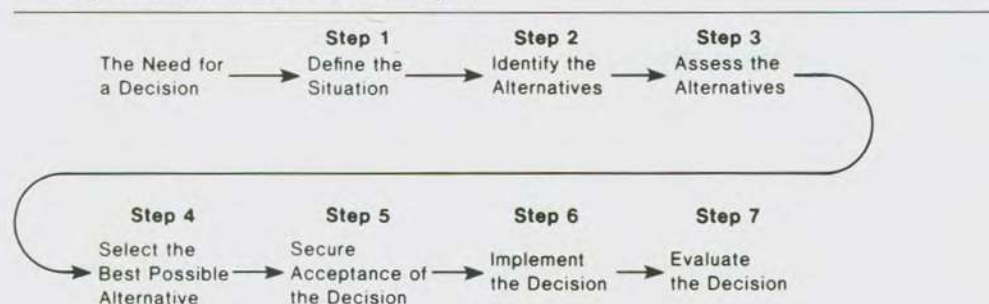 The Need for
a Decision
Step 1
Define the
Situation
Step 2
Identify the
Alternatives
Step 3
Assess the
Alternatives
Step 4
Select the
Best Possible
Alternative
Step 5
Secure
Acceptance of
the Decision
Step 6
Implement
the Decision
Step 7
Evaluate
the Decision